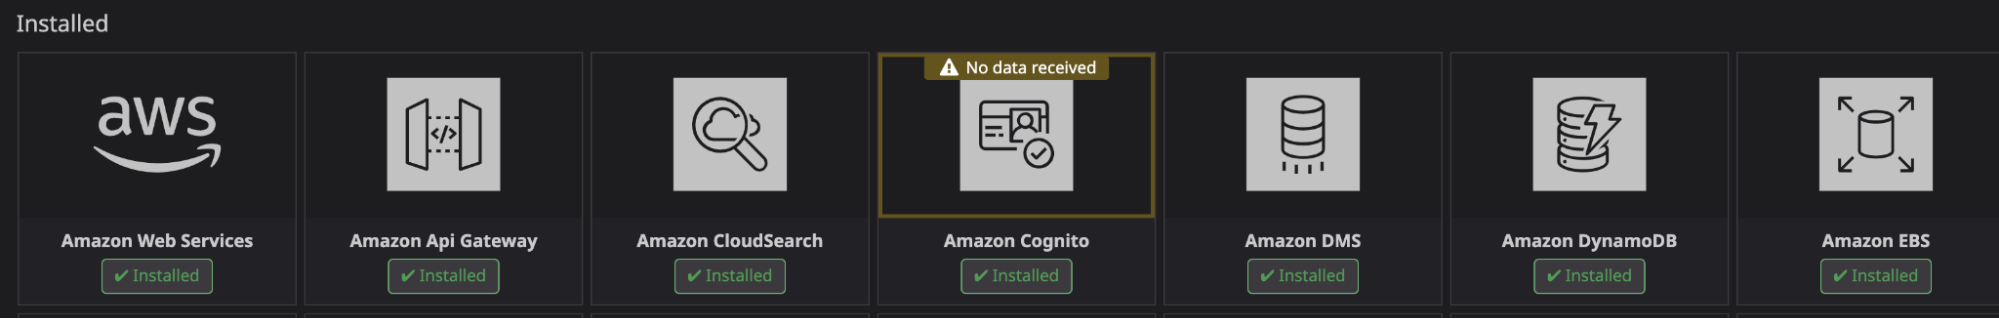 Installed
No data received
aws
</>
Amazon Web Services
Amazon Api Gateway
Amazon CloudSearch
Amazon Cognito
Amazon DMS
Amazon DynamoDB
Amazon EBS
✔ Installed
✔ Installed
✔ Installed
✔ Installed
✔ Installed
✔ Installed
✔ Installed